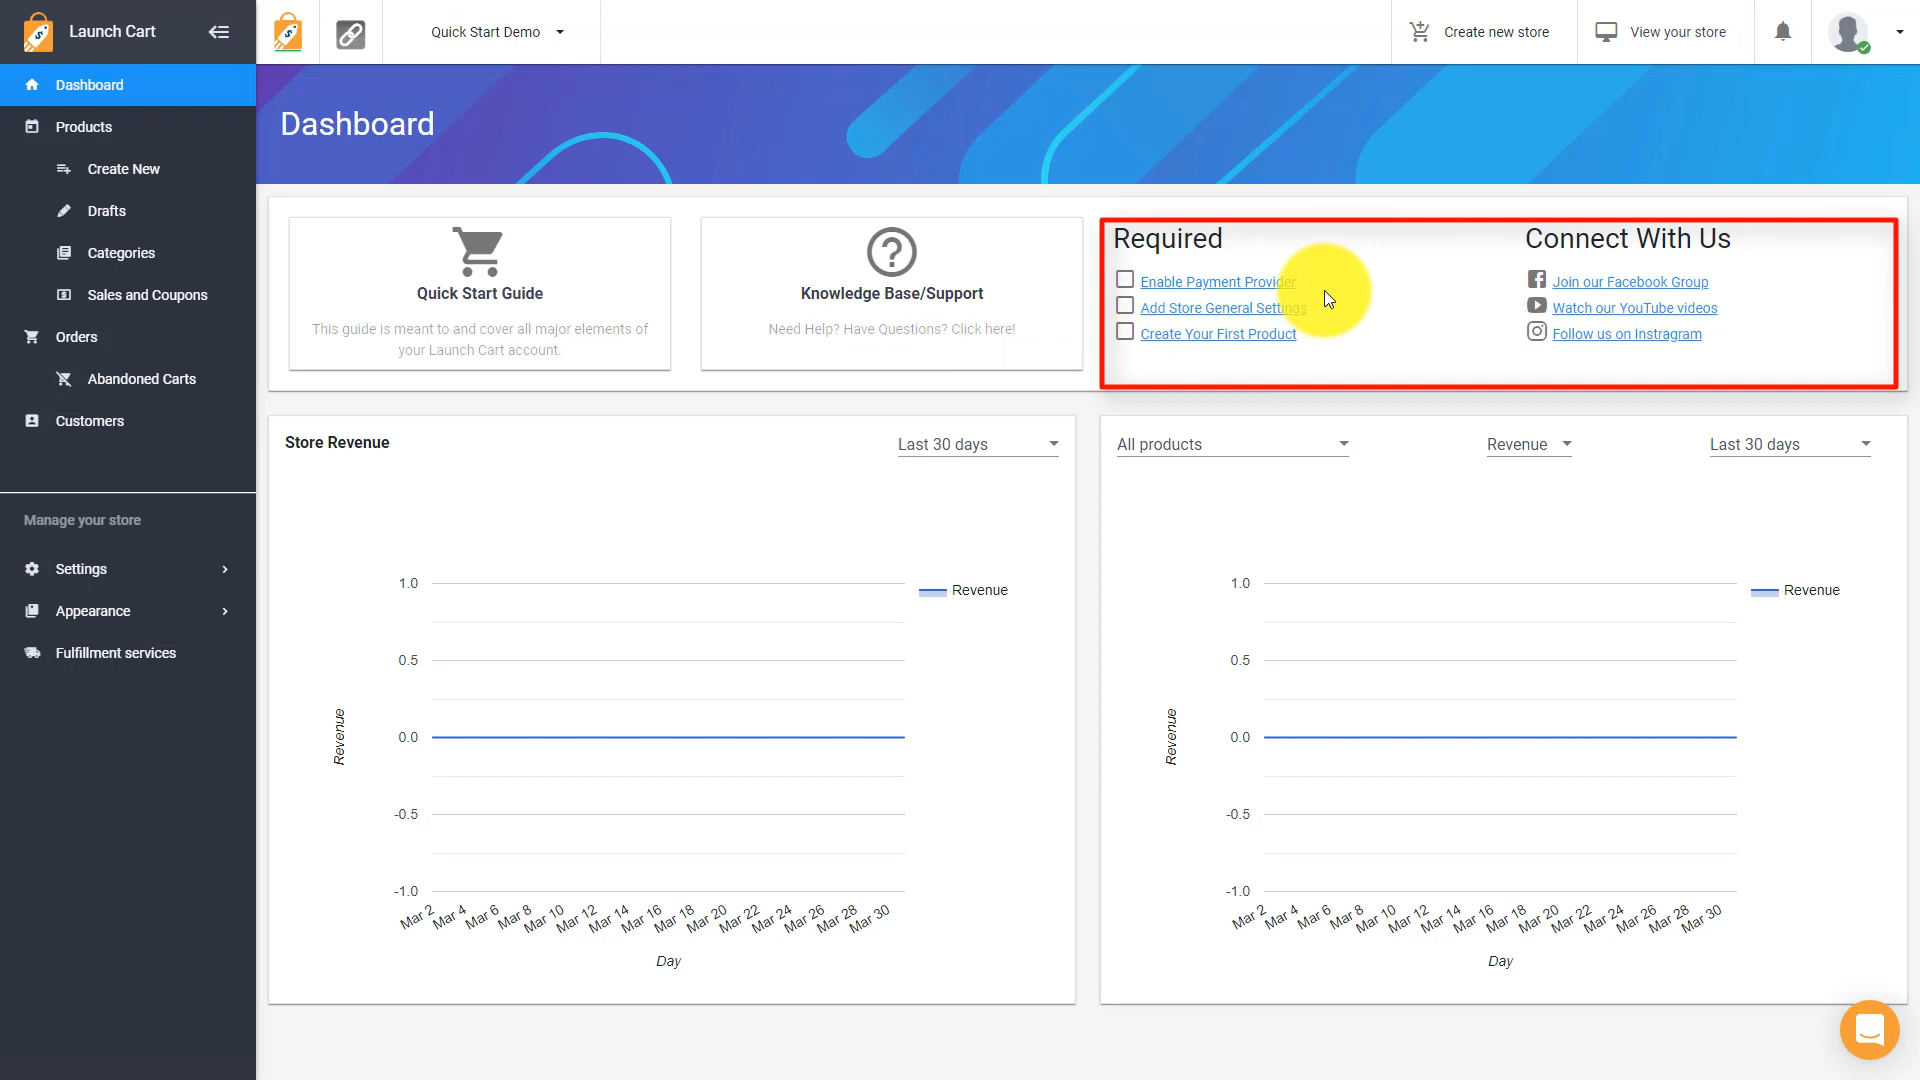 Launch Cart
Quick Start Demo
Create new store
View your store
Dashboard
Products
Create New
Drafts
Categories
Sales and Coupons
Orders
Abandoned Carts
Customers
Manage your store
Settings
Appearance
Fulfillment services
Dashboard
Quick Start Guide
This guide is meant to and cover all major elements of
your Launch Cart account.
Knowledge Base/Support
Need Help? Have Questions? Click here!
Required
Enable Payment Provider
Add Store General Settings
Create Your First Product
Connect With Us
Join our Facebook Group
Watch our YouTube videos
Follow us on Instragram
Store Revenue
Last 30 days
1.0
0.5
0.0
-0.5
-1.0
Revenue
Revenue
Mar 2 Mar 4 Mar 6 Mar 8 Mar 10 Mar 12 Mar 14 Mar 16 Mar 18 Mar 20 Mar 22 Mar 24 Mar 26 Mar 28 Mar 30
Day
All products
Revenue
Last 30 days
1.0
0.5
0.0
-0.5
-1.0
Revenue
Revenue
Mar 2 Mar 4 Mar 6 Mar 8 Mar 10 Mar 12 Mar 14 Mar 16 Mar 18 Mar 20 Mar 22 Mar 24 Mar 26 Mar 28 Mar 30
Day